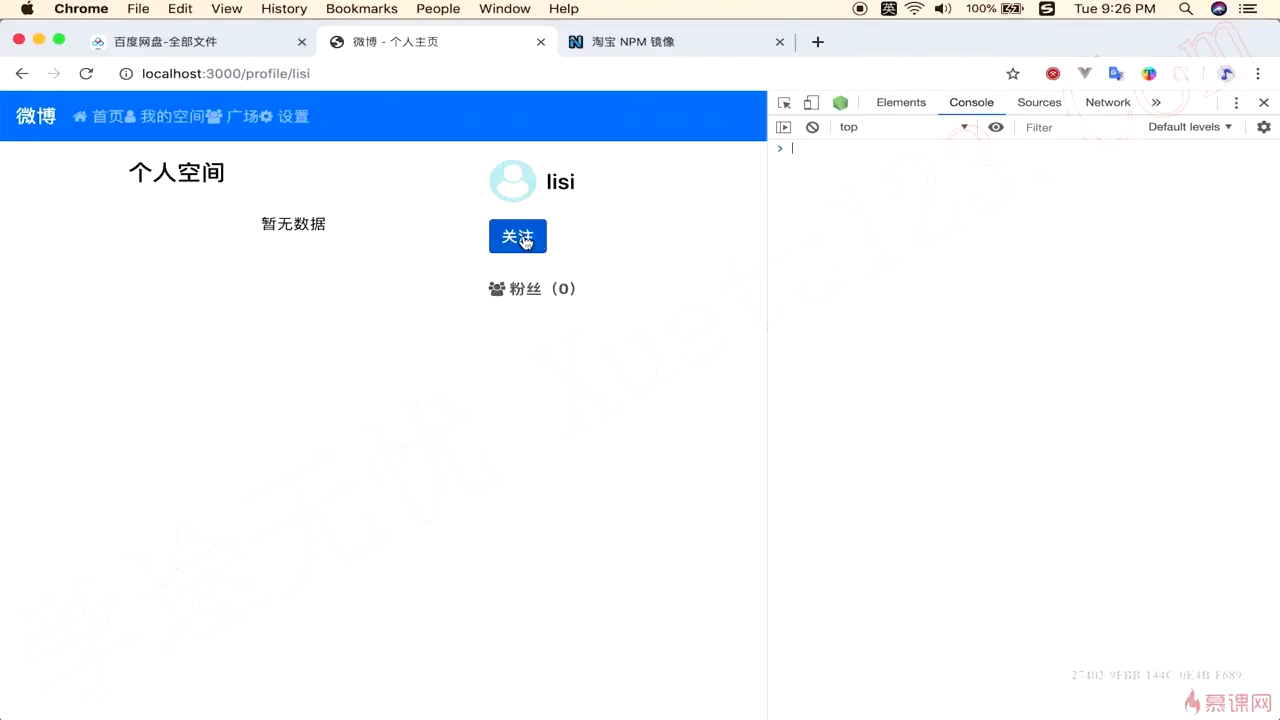 Chrome File Edit View History Bookmarks People Window Help 英 100% S Tue 9:26 PM
百度网盘-全部文件 微博 - 个人主页 淘宝 NPM 镜像
localhost:3000/profile/lisi
微博 首页 我的空间 广场 设置
Elements Console Sources Network
top Filter Default levels
个人空间
lisi
暂无数据
关注
粉丝（0）
27402 9FBB 144C 0E4B F689
慕课网